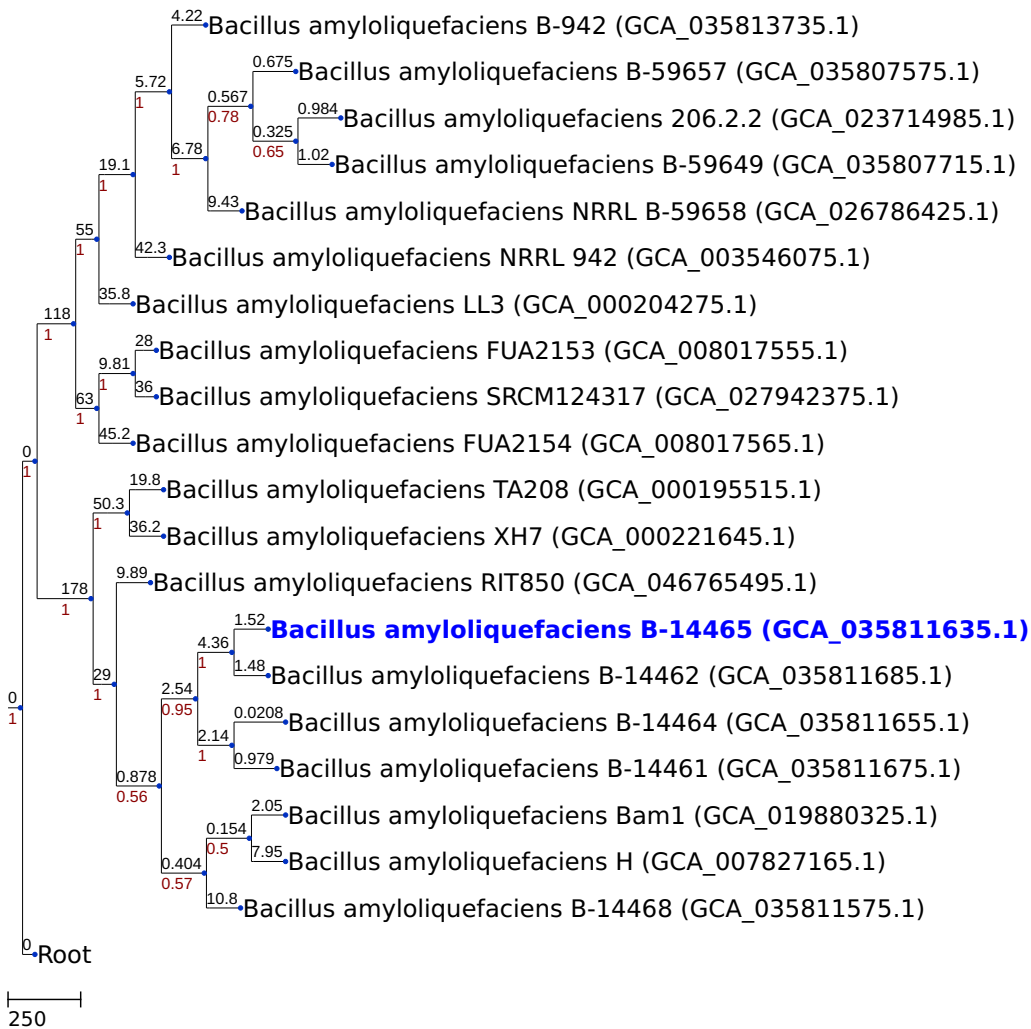 4.22
Bacillus amyloliquefaciens B-942 (GCA_035813735.1)
0.675
Bacillus amyloliquefaciens B-59657 (GCA_035807575.1)
5.72
1
0.567
0.78
0.984
Bacillus amyloliquefaciens 206.2.2 (GCA_023714985.1)
0.325
0.65
6.78
1
1.02
Bacillus amyloliquefaciens B-59649 (GCA_035807715.1)
19.1
1
9.43
Bacillus amyloliquefaciens NRRL B-59658 (GCA_026786425.1)
55
1
42.3
Bacillus amyloliquefaciens NRRL 942 (GCA_003546075.1)
35.8
Bacillus amyloliquefaciens LL3 (GCA_000204275.1)
118
1
28
Bacillus amyloliquefaciens FUA2153 (GCA_008017555.1)
9.81
1
36
Bacillus amyloliquefaciens SRCM124317 (GCA_027942375.1)
63
1
45.2
Bacillus amyloliquefaciens FUA2154 (GCA_008017565.1)
0
1
19.8
Bacillus amyloliquefaciens TA208 (GCA_000195515.1)
50.3
1
36.2
Bacillus amyloliquefaciens XH7 (GCA_000221645.1)
9.89
Bacillus amyloliquefaciens RIT850 (GCA_046765495.1)
178
1
1.52
Bacillus amyloliquefaciens B-14465 (GCA_035811635.1)
4.36
1
1.48
Bacillus amyloliquefaciens B-14462 (GCA_035811685.1)
29
1
2.54
0.95
0.0208
Bacillus amyloliquefaciens B-14464 (GCA_035811655.1)
0
1
2.14
1
0.979
Bacillus amyloliquefaciens B-14461 (GCA_035811675.1)
0.878
0.56
2.05
Bacillus amyloliquefaciens Bam1 (GCA_019880325.1)
0.154
0.5
7.95
Bacillus amyloliquefaciens H (GCA_007827165.1)
0.404
0.57
10.8
Bacillus amyloliquefaciens B-14468 (GCA_035811575.1)
0
Root
250